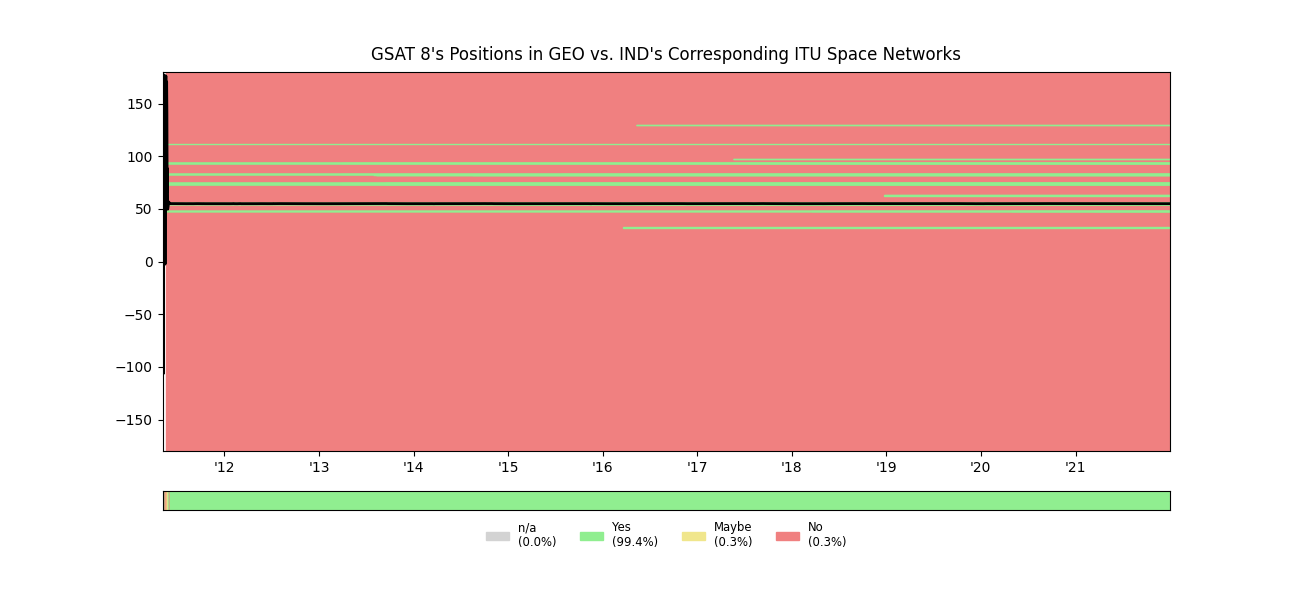 GSAT 8's Positions in GEO vs. IND's Corresponding ITU Space Networks
150
100
50
0
−50
−100
−150
'12 '13 '14 '15 '16 '17 '18 '19 '20 '21
n/a Yes Maybe No
(0.0%) (99.4%) (0.3%) (0.3%)